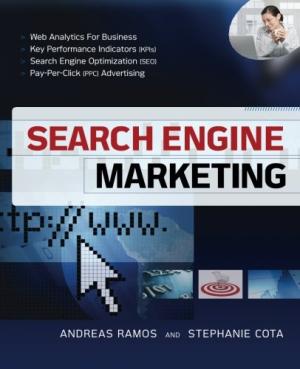 > Web Analytics For Business
> Key Performance Indicators (KPIs)
> Search Engine Optimization (SEO)
> Pay-Per-Click (PPC) Advertising
SEARCH ENGINE
MARKETING
tp://www.
ANDREAS RAMOS AND STEPHANIE COTA